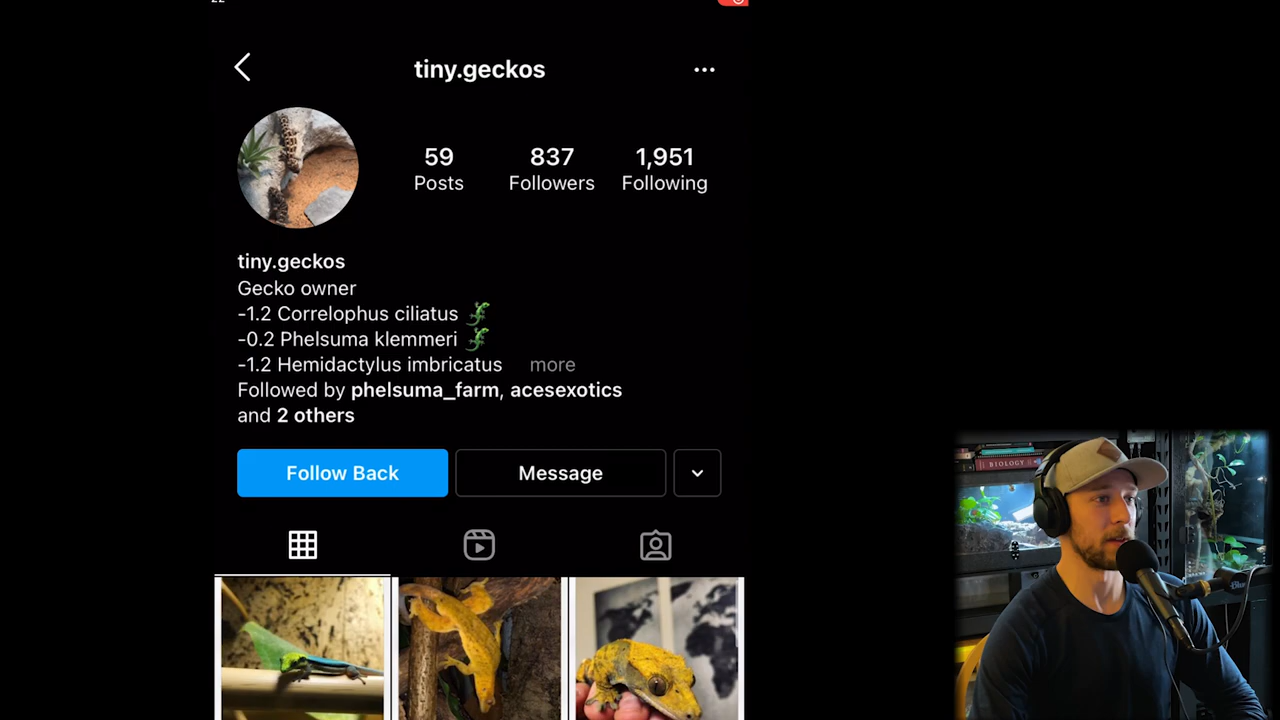 22
tiny.geckos
59
Posts
837
Followers
1,951
Following
tiny.geckos
Gecko owner
-1.2 Correlophus ciliatus 🦎
-0.2 Phelsuma klemmeri 🦎
-1.2 Hemidactylus imbricatus more
Followed by phelsuma_farm, acesexotics
and 2 others
Follow Back
Message
BIOLOGY